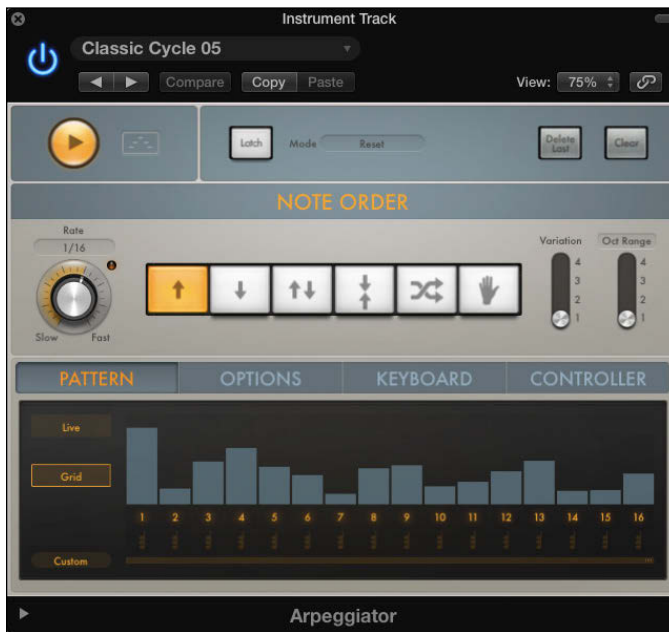 Instrument Track
Classic Cycle 05
Compare Copy Paste View: 75%
Latch Mode Reset Delete Last Clear
NOTE ORDER
Rate
1/16
Slow Fast
Variation
4
3
2
1
Oct Range
4
3
2
1
PATTERN OPTIONS KEYBOARD CONTROLLER
Live
Grid
1 2 3 4 5 6 7 8 9 10 11 12 13 14 15 16
Custom
Arpeggiator